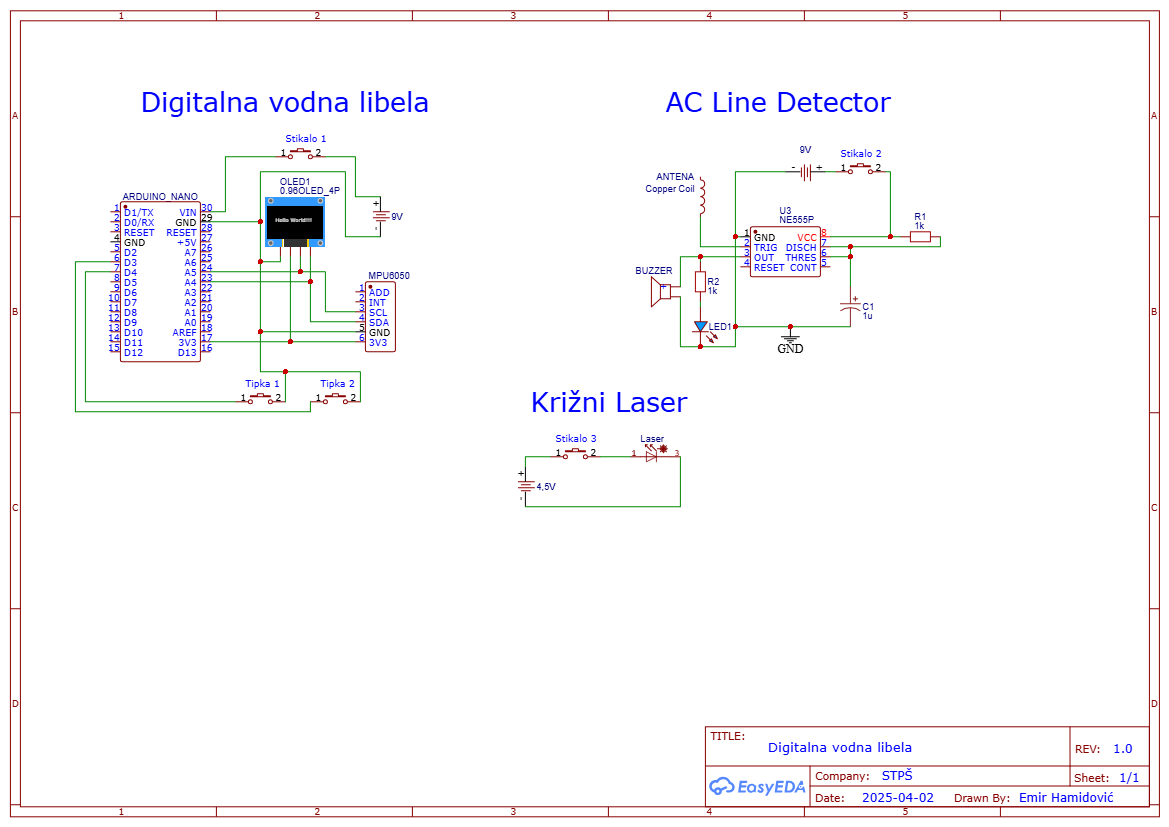 1 2 3 4 5
A A
B B
C C
D D
1 2 3 4 5
Digitalna vodna libela
Stikalo 1
1 2
ARDUINO_NANO
1 D1/TX VIN 30
2 D0/RX GND 29
3 RESET RESET 28
4 GND +5V 27
5 D2 A7 26
6 D3 A6 25
7 D4 A5 24
8 D5 A4 23
9 D6 A3 22
10 D7 A2 21
11 D8 A1 20
12 D9 A0 19
13 D10 AREF 18
14 D11 3V3 17
15 D12 D13 16
OLED1
0.96OLED_4P
Hello World!!!!
+
9V
-
MPU6050
1 ADD
2 INT
3 SCL
4 SDA
5 GND
6 3V3
Tipka 1
1 2
Tipka 2
1 2
AC Line Detector
9V
- +
Stikalo 2
1 2
ANTENA
Copper Coil
U3
NE555P
1 GND VCC 8
2 TRIG DISCH 7
3 OUT THRES 6
4 RESET CONT 5
R1
1k
BUZZER
+
R2
1k
LED1
+
C1
1u
GND
Križni Laser
Stikalo 3
1 2
Laser
1 3
+
4,5V
-
TITLE:
Digitalna vodna libela
REV: 1.0
EasyEDA
Company: STPŠ
Sheet: 1/1
Date: 2025-04-02 Drawn By: Emir Hamidović